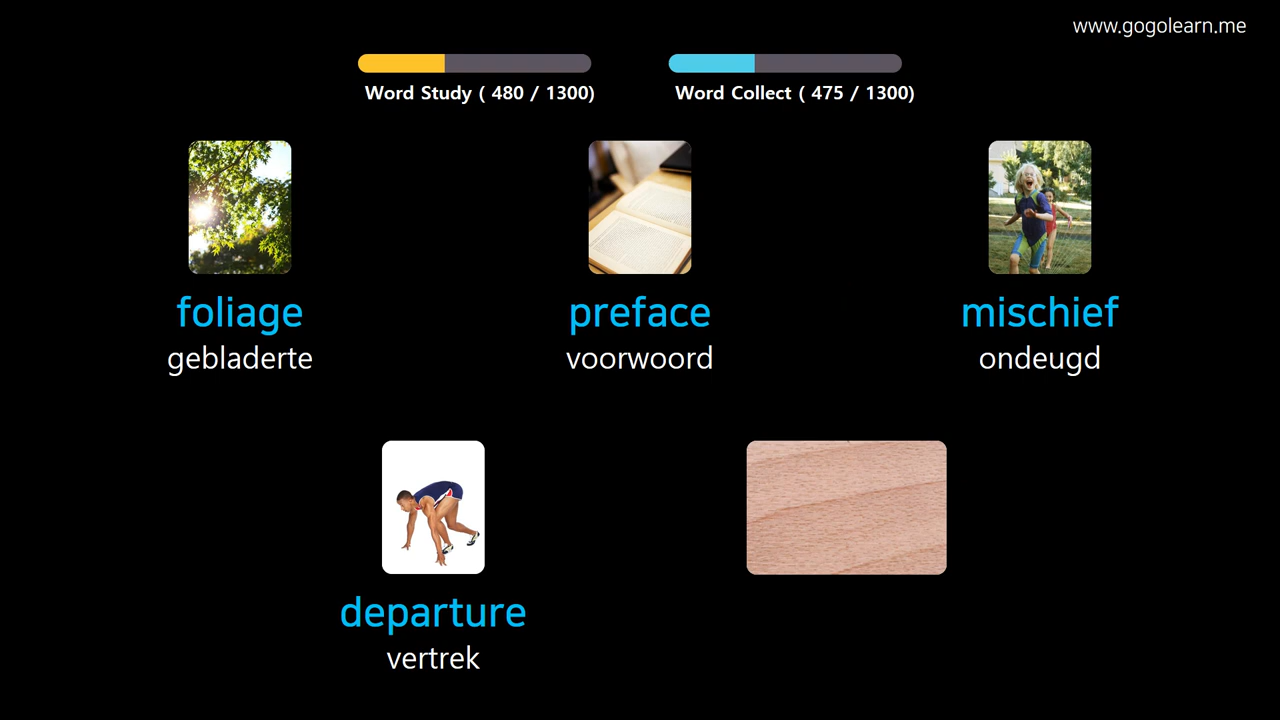 www.gogolearn.me
Word Study ( 480 / 1300)
Word Collect ( 475 / 1300)
foliage
gebladerte
preface
voorwoord
mischief
ondeugd
departure
vertrek